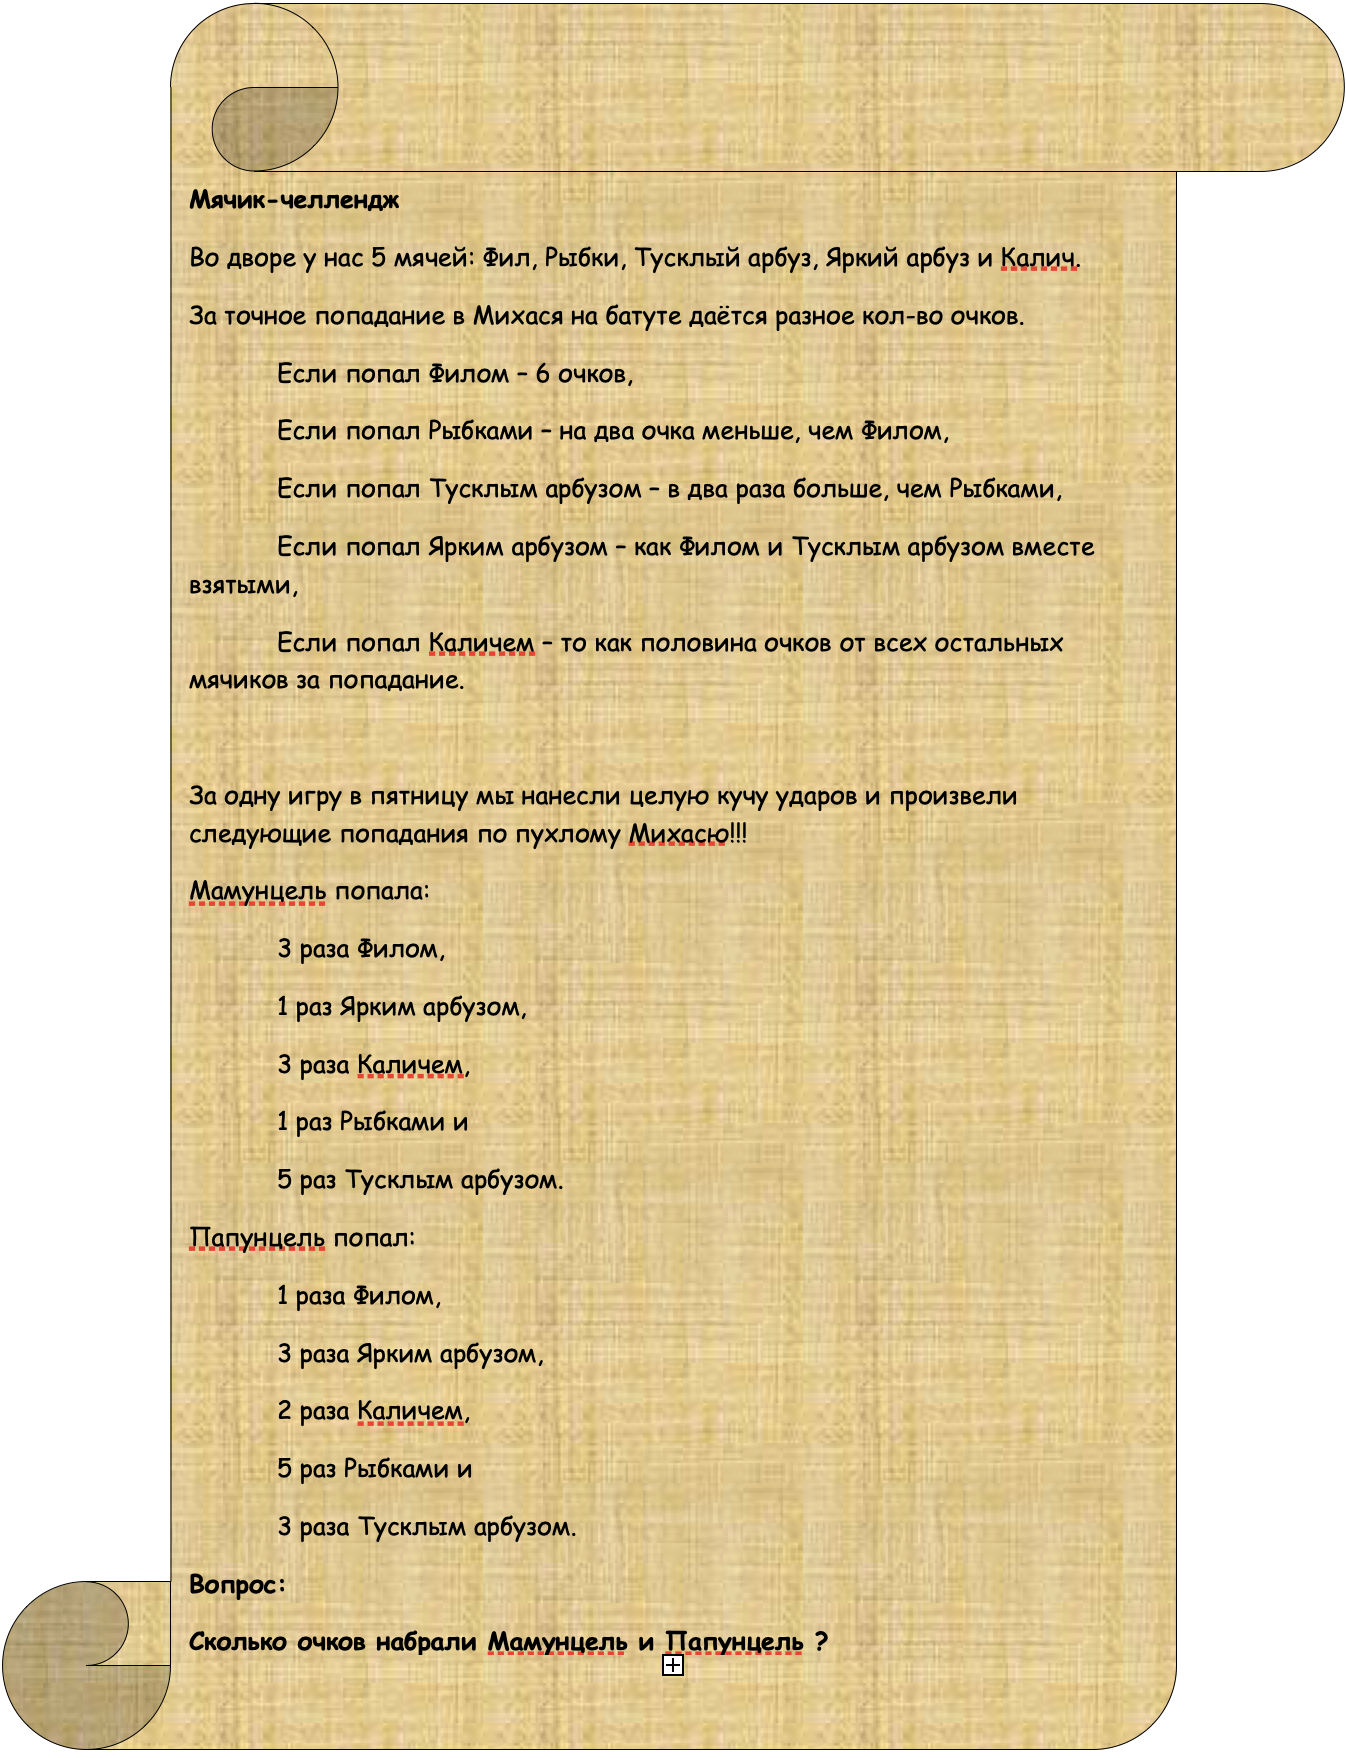 Мячик-челлендж
Во дворе у нас 5 мячей: Фил, Рыбки, Тусклый арбуз, Яркий арбуз и Калич.
За точное попадание в Михася на батуте даётся разное кол-во очков.
Если попал Филом – 6 очков,
Если попал Рыбками – на два очка меньше, чем Филом,
Если попал Тусклым арбузом – в два раза больше, чем Рыбками,
Если попал Ярким арбузом – как Филом и Тусклым арбузом вместе
взятыми,
Если попал Каличем – то как половина очков от всех остальных
мячиков за попадание.
За одну игру в пятницу мы нанесли целую кучу ударов и произвели
следующие попадания по пухлому Михасю!!!
Мамунцель попала:
3 раза Филом,
1 раз Ярким арбузом,
3 раза Каличем,
1 раз Рыбками и
5 раз Тусклым арбузом.
Папунцель попал:
1 раза Филом,
3 раза Ярким арбузом,
2 раза Каличем,
5 раз Рыбками и
3 раза Тусклым арбузом.
Вопрос:
Сколько очков набрали Мамунцель и Папунцель ?